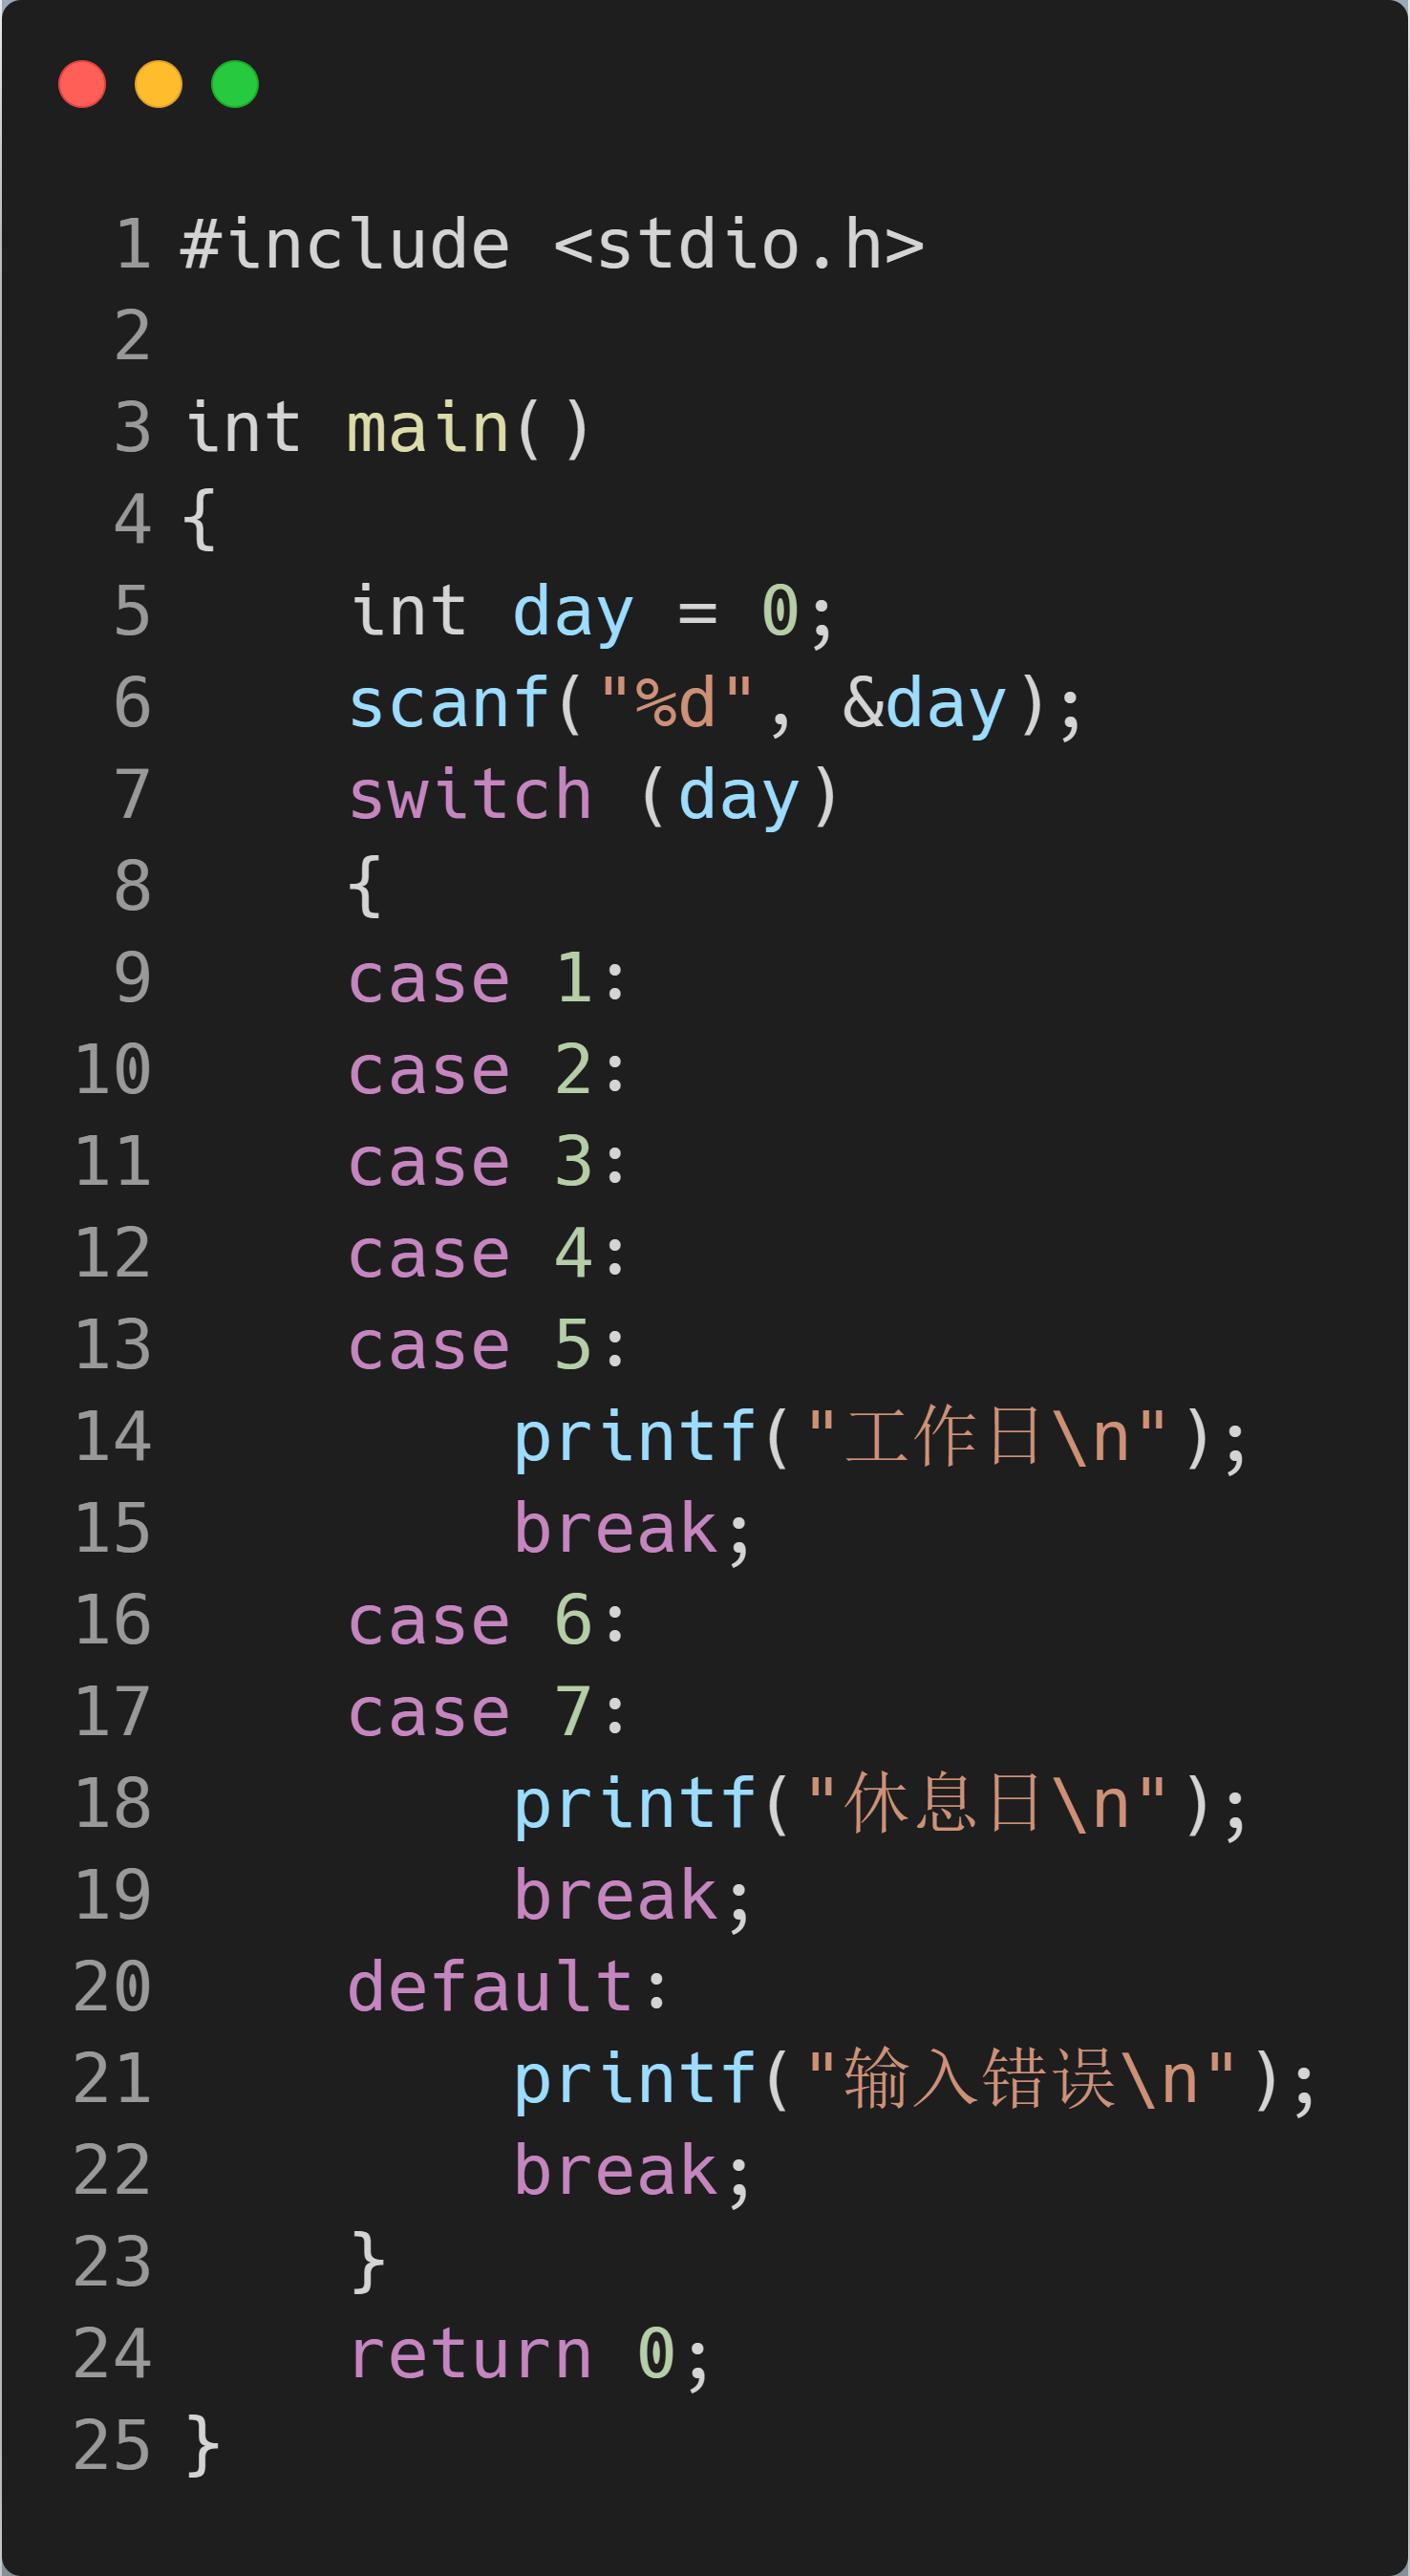 1 #include <stdio.h>
2
3 int main()
4 {
5     int day = 0;
6     scanf("%d", &day);
7     switch (day)
8     {
9     case 1:
10     case 2:
11     case 3:
12     case 4:
13     case 5:
14         printf("工作日\n");
15         break;
16     case 6:
17     case 7:
18         printf("休息日\n");
19         break;
20     default:
21         printf("输入错误\n");
22         break;
23     }
24     return 0;
25 }